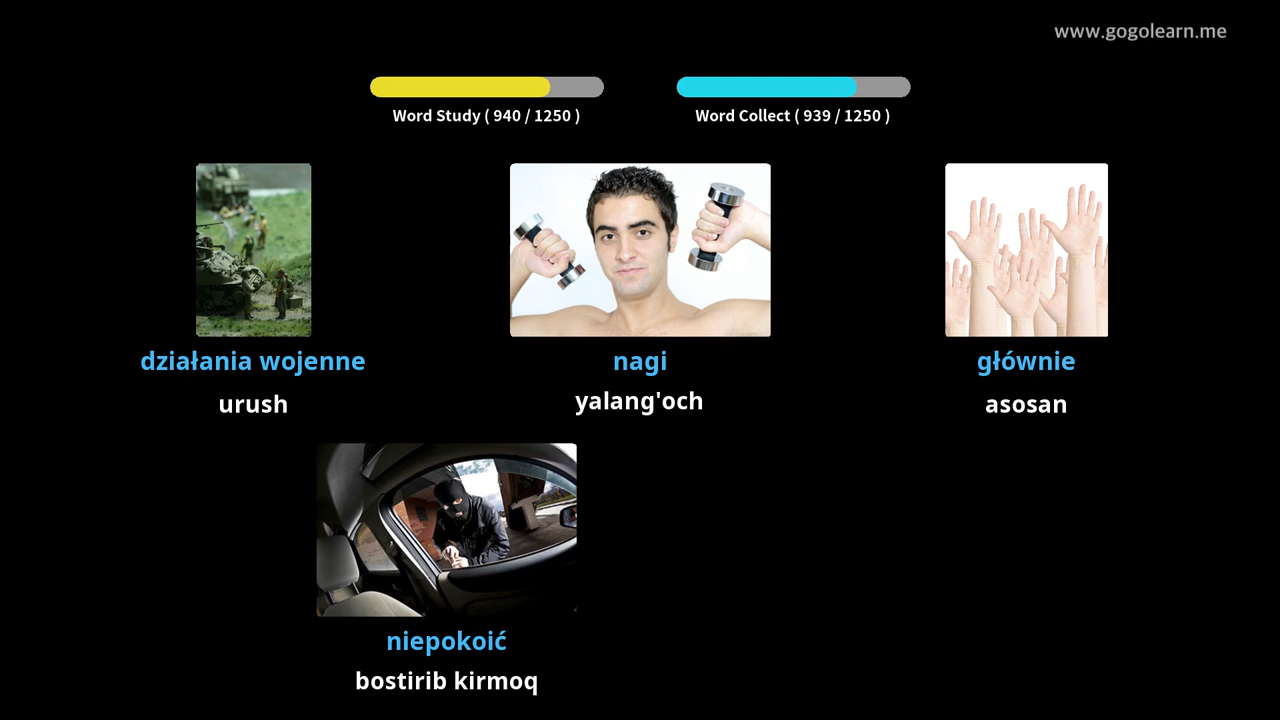 www.gogolearn.me
Word Study ( 940 / 1250 )
Word Collect ( 939 / 1250 )
działania wojenne
urush
nagi
yalang'och
głównie
asosan
niepokoić
bostirib kirmoq